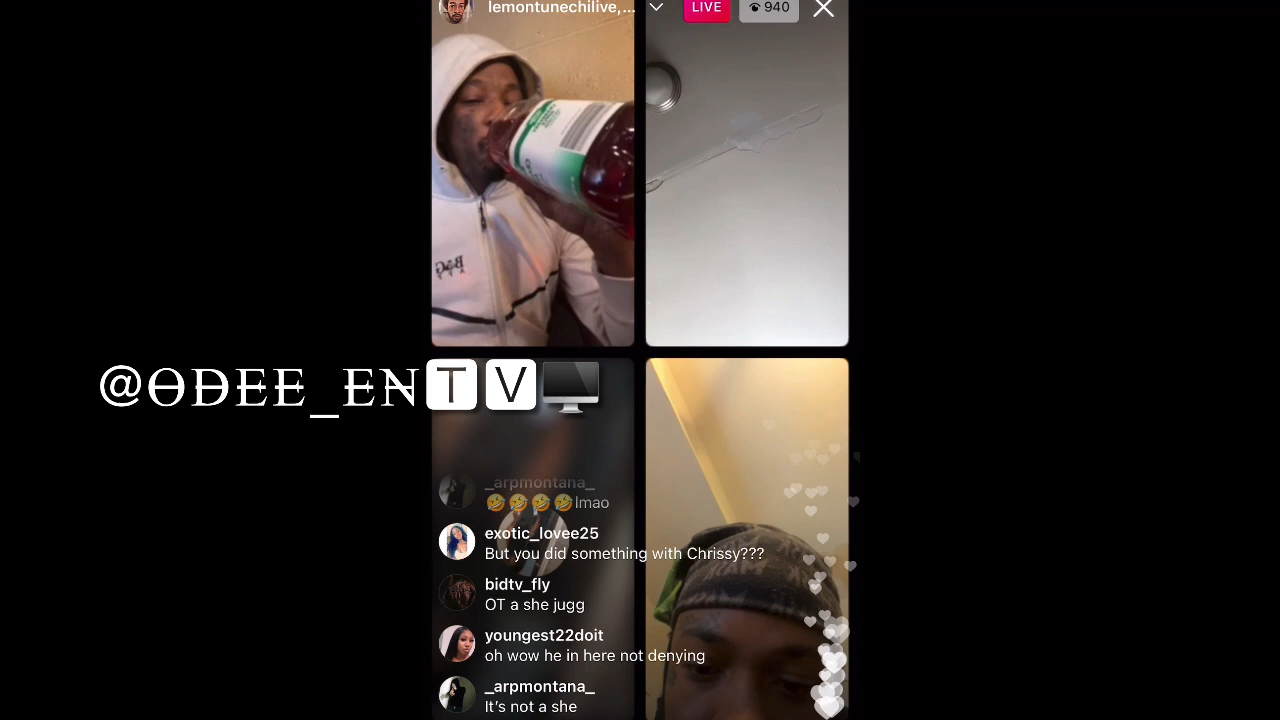 lemontunechilive,...
LIVE
940
@ODEE_ENTV
_arpmontana_
🤣🤣🤣🤣lmao
exotic_lovee25
But you did something with Chrissy???
bidtv_fly
OT a she jugg
youngest22doit
oh wow he in here not denying
_arpmontana_
It's not a she